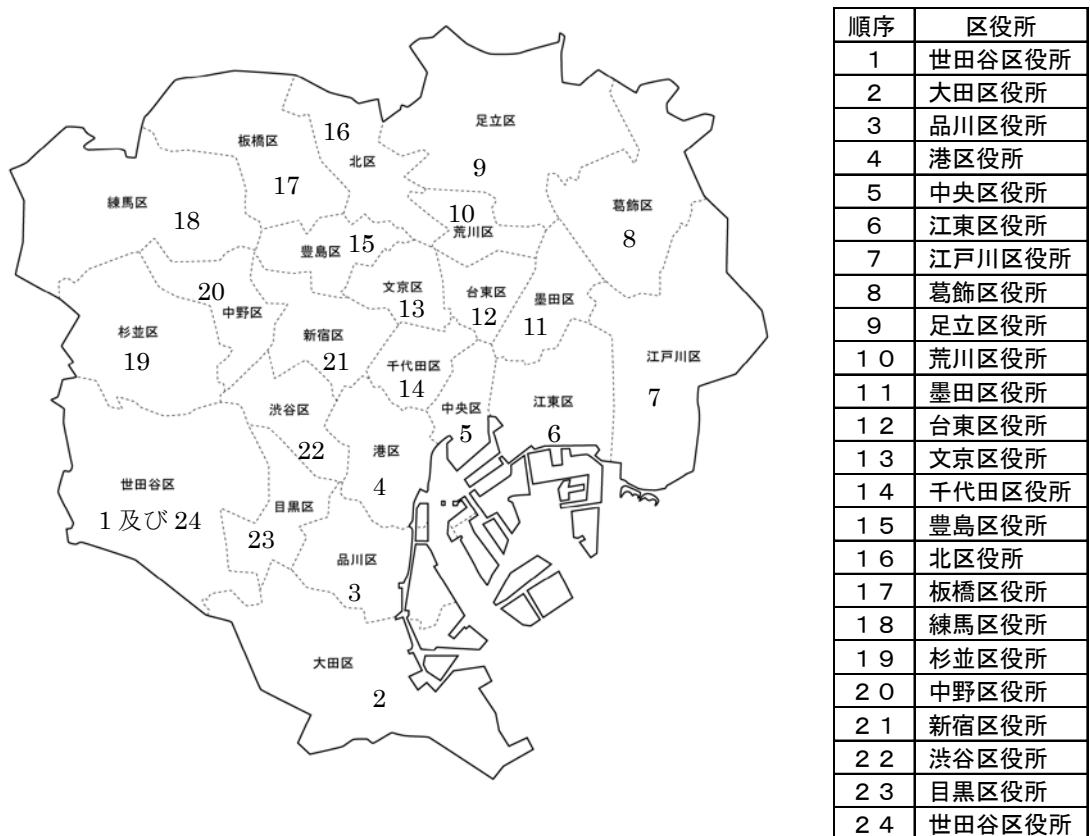 足立区
9
16
北区
板橋区
17
練馬区
18
10
荒川区
葛飾区
8
豊島区 15
文京区
13
台東区
12
墨田区
11
20
中野区
杉並区
19
新宿区
21
千代田区
14
江戸川区
7
渋谷区
22
中央区
5
江東区
6
港区
4
世田谷区
1 及び 24
目黒区
23
品川区
3
大田区
2
順序 区役所
1 世田谷区役所
2 大田区役所
3 品川区役所
4 港区役所
5 中央区役所
6 江東区役所
7 江戸川区役所
8 葛飾区役所
9 足立区役所
10 荒川区役所
11 墨田区役所
12 台東区役所
13 文京区役所
14 千代田区役所
15 豊島区役所
16 北区役所
17 板橋区役所
18 練馬区役所
19 杉並区役所
20 中野区役所
21 新宿区役所
22 渋谷区役所
23 目黒区役所
24 世田谷区役所